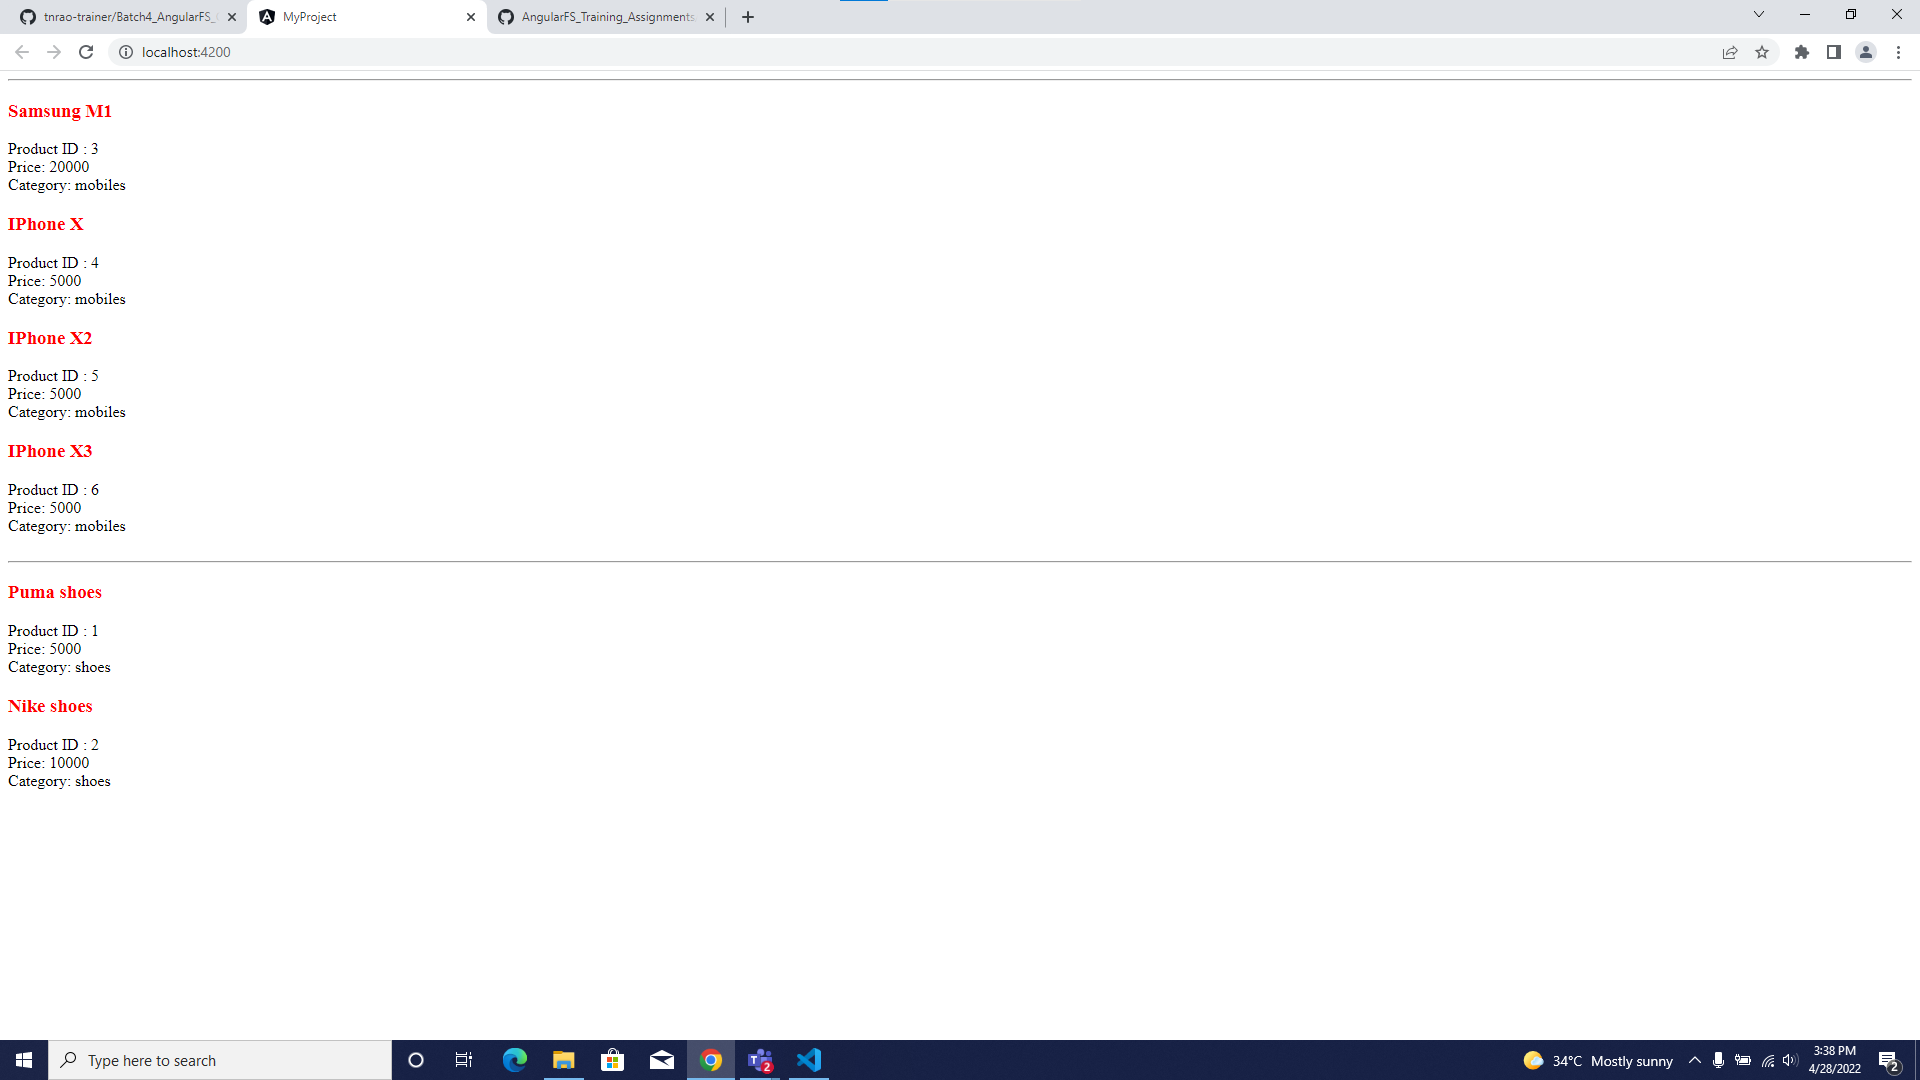 tnrao-trainer/Batch4_AngularFS_
MyProject
AngularFS_Training_Assignments
localhost:4200
Samsung M1
Product ID : 3
Price: 20000
Category: mobiles
IPhone X
Product ID : 4
Price: 5000
Category: mobiles
IPhone X2
Product ID : 5
Price: 5000
Category: mobiles
IPhone X3
Product ID : 6
Price: 5000
Category: mobiles
Puma shoes
Product ID : 1
Price: 5000
Category: shoes
Nike shoes
Product ID : 2
Price: 10000
Category: shoes
Type here to search
T
2
34°C Mostly sunny
3:38 PM
4/28/2022
2